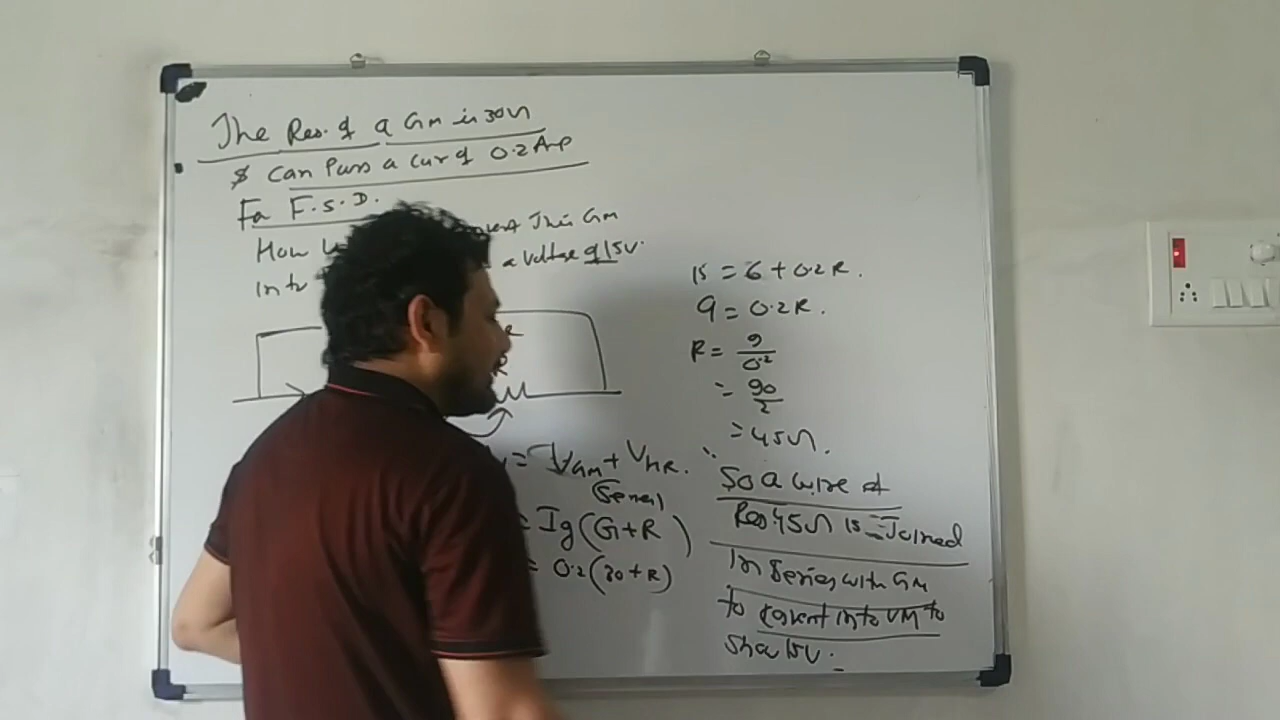 The Res. of a Gm is 30Ω
$ Can Pass a Cur of 0.2Amp
For F.S.D.
How This Gm
Into a Voltage of 15V.
R
15 = 6 + 0.2R.
9 = 0.2R.
R = 9/0.2
= 90/2
= 45Ω.
= VGM + VHR.
(Series)
= Ig(G+R)
= 0.2(30+R)
So a wire of
Res 45Ω is = Joined
In Series with Gm
to convert into VM to
Show 15V.